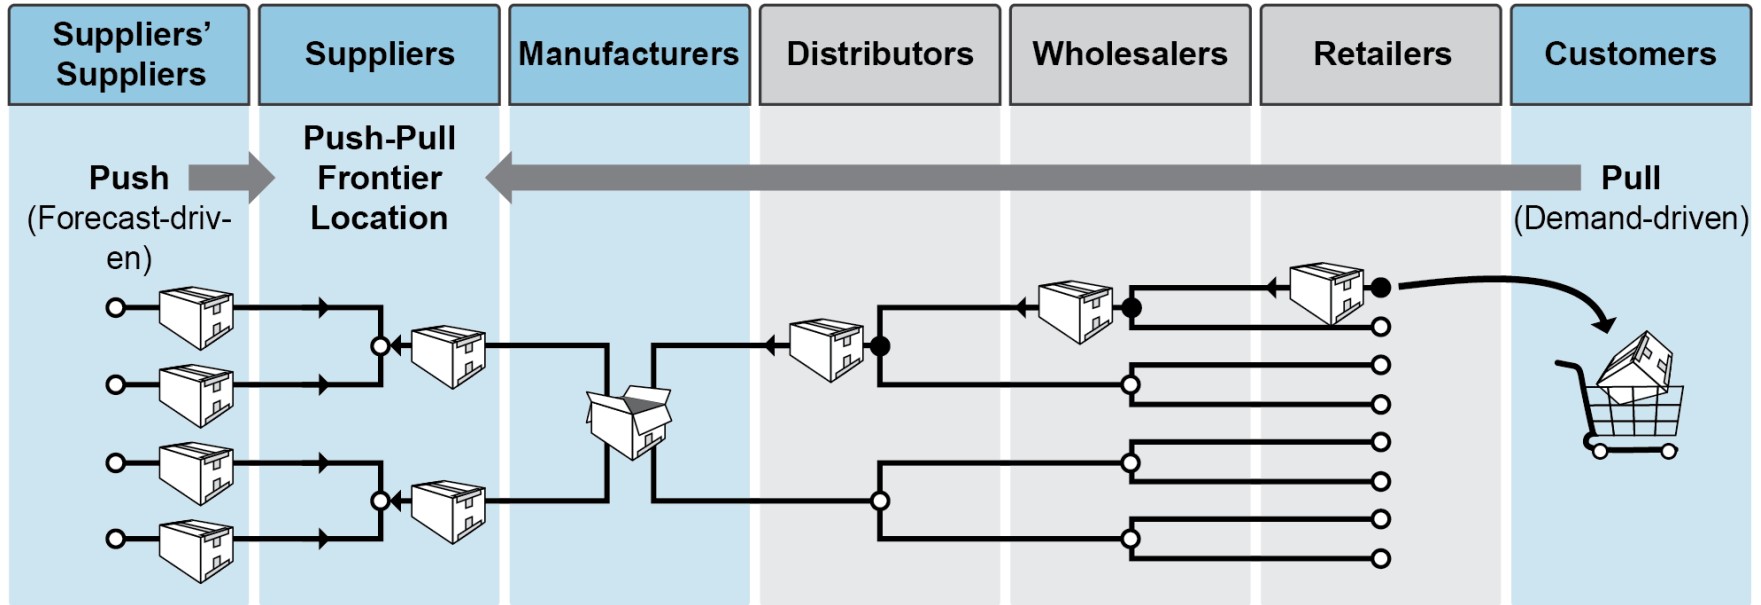 Suppliers’
Suppliers
Suppliers
Manufacturers
Distributors
Wholesalers
Retailers
Customers
Push
(Forecast-driv-
en)
Push-Pull
Frontier
Location
Pull
(Demand-driven)